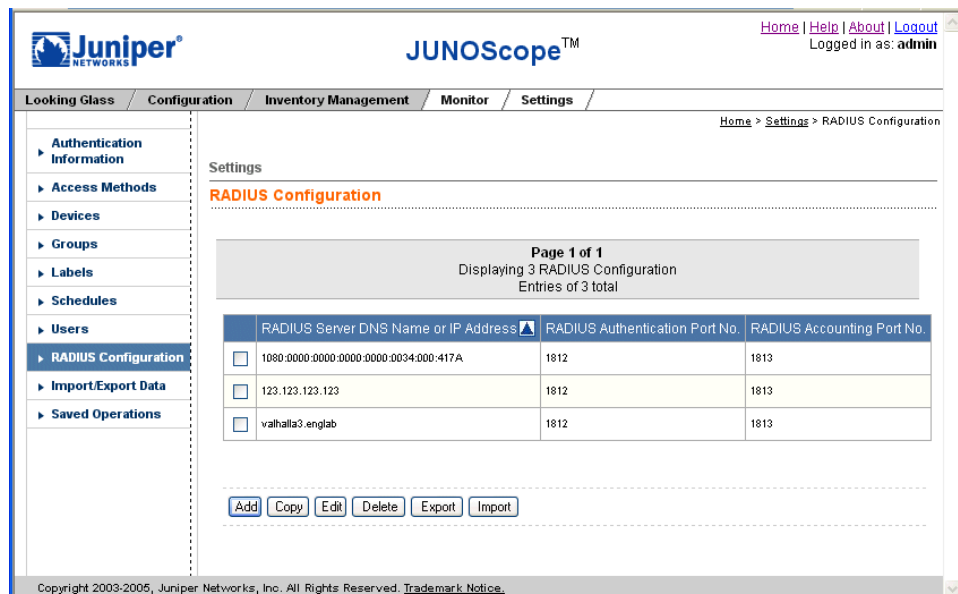 Juniper®
NETWORKS
JUNOScope™
Home | Help | About | Logout
Logged in as: admin
Looking Glass / Configuration / Inventory Management / Monitor / Settings /
Home > Settings > RADIUS Configuration
Authentication
Information
Access Methods
Devices
Groups
Labels
Schedules
Users
RADIUS Configuration
Import/Export Data
Saved Operations
Settings
RADIUS Configuration
Page 1 of 1
Displaying 3 RADIUS Configuration
Entries of 3 total
RADIUS Server DNS Name or IP Address RADIUS Authentication Port No. RADIUS Accounting Port No.
1080:0000:0000:0000:0000:0034:000:417A 1812 1813
123.123.123.123 1812 1813
valhalla3.englab 1812 1813
Add Copy Edit Delete Export Import
Copyright 2003-2005, Juniper Networks, Inc. All Rights Reserved. Trademark Notice.